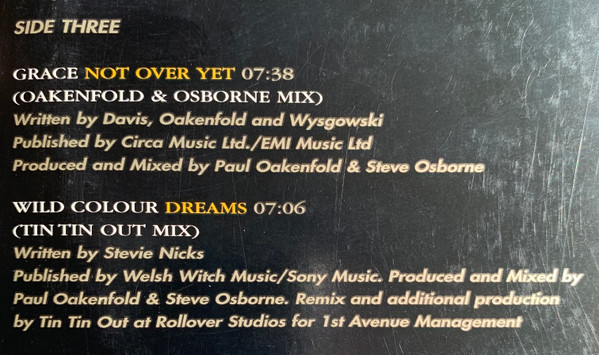 SIDE THREE
GRACE NOT OVER YET 07:38
(OAKENFOLD & OSBORNE MIX)
Written by Davis, Oakenfold and Wysgowski
Published by Circa Music Ltd./EMI Music Ltd
Produced and Mixed by Paul Oakenfold & Steve Osborne
WILD COLOUR DREAMS 07:06
(TIN TIN OUT MIX)
Written by Stevie Nicks
Published by Welsh Witch Music/Sony Music. Produced and Mixed by
Paul Oakenfold & Steve Osborne. Remix and additional production
by Tin Tin Out at Rollover Studios for 1st Avenue Management